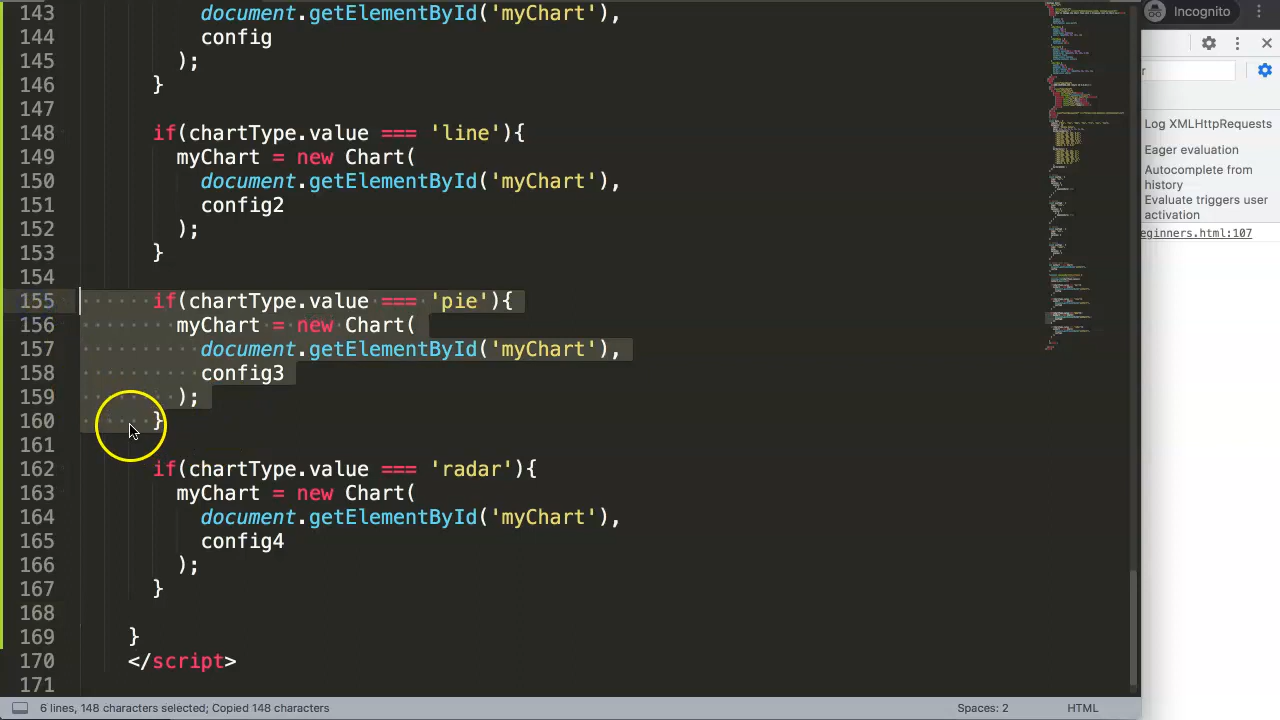 143 document.getElementById('myChart'),
144 config
145 );
146 }
147
148 if(chartType.value === 'line'){
149 myChart = new Chart(
150 document.getElementById('myChart'),
151 config2
152 );
153 }
154
155 if(chartType.value === 'pie'){
156 myChart = new Chart(
157 document.getElementById('myChart'),
158 config3
159 );
160 }
161
162 if(chartType.value === 'radar'){
163 myChart = new Chart(
164 document.getElementById('myChart'),
165 config4
166 );
167 }
168
169 }
170 </script>
171
6 lines, 148 characters selected; Copied 148 characters
Spaces: 2
HTML
Incognito
r
Log XMLHttpRequests
Eager evaluation
Autocomplete from
history
Evaluate triggers user
activation
eginners.html:107